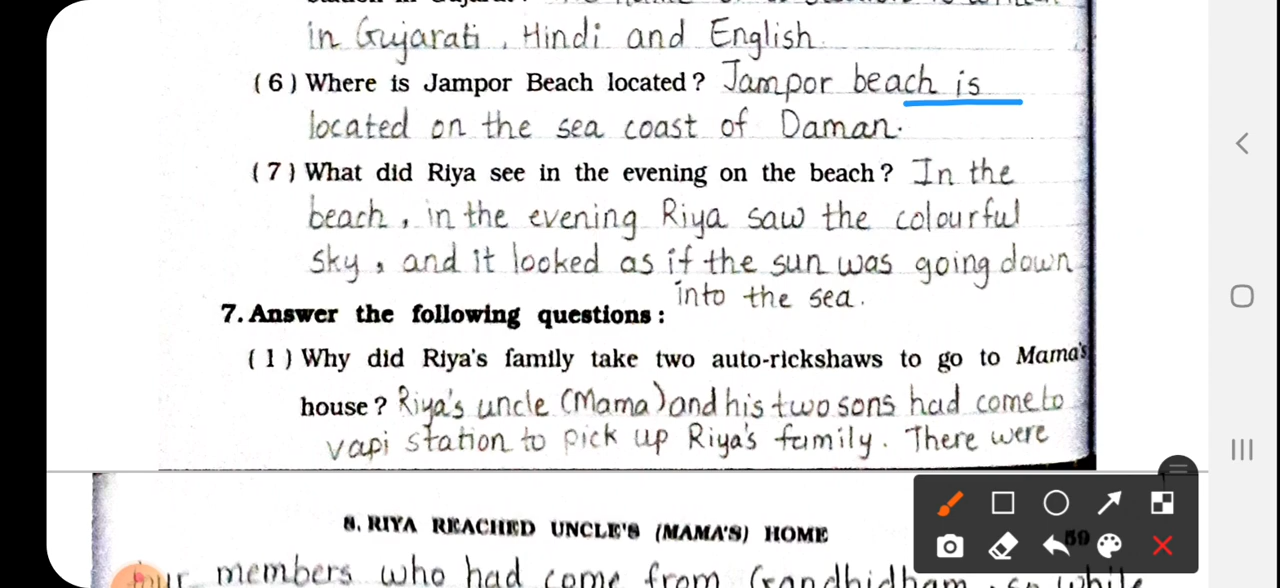 in Gujarati, Hindi and English.
(6) Where is Jampor Beach located? Jampor beach is
located on the sea coast of Daman.
(7) What did Riya see in the evening on the beach? In the
beach, in the evening Riya saw the colourful
sky, and it looked as if the sun was going down
into the sea.
7. Answer the following questions:
(1) Why did Riya's family take two auto-rickshaws to go to Mama's
house? Riya's uncle (Mama) and his two sons had come to
vapi station to pick up Riya's family. There were
8. RIYA REACHED UNCLE'S (MAMA'S) HOME 59
members who had come from Gandhidham, so while